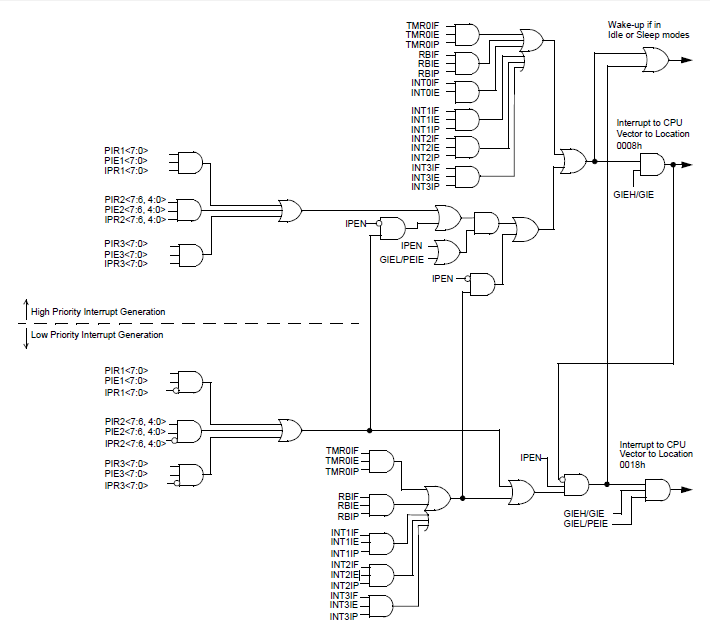 TMR0IF
TMR0IE
TMR0IP
RBIF
RBIE
RBIP
INT0IF
INT0IE
INT1IF
INT1IE
INT1IP
INT2IF
INT2IE
INT2IP
INT3IF
INT3IE
INT3IP
Wake-up if in
Idle or Sleep modes
Interrupt to CPU
Vector to Location
0008h
GIEH/GIE
PIR1<7:0>
PIE1<7:0>
IPR1<7:0>
PIR2<7:6, 4:0>
PIE2<7:6, 4:0>
IPR2<7:6, 4:0>
PIR3<7:0>
PIE3<7:0>
IPR3<7:0>
IPEN
IPEN
GIEL/PEIE
IPEN
High Priority Interrupt Generation
Low Priority Interrupt Generation
PIR1<7:0>
PIE1<7:0>
IPR1<7:0>
PIR2<7:6, 4:0>
PIE2<7:6, 4:0>
IPR2<7:6, 4:0>
PIR3<7:0>
PIE3<7:0>
IPR3<7:0>
TMR0IF
TMR0IE
TMR0IP
RBIF
RBIE
RBIP
INT1IF
INT1IE
INT1IP
INT2IF
INT2IE
INT2IP
INT3IF
INT3IE
INT3IP
IPEN
Interrupt to CPU
Vector to Location
0018h
GIEH/GIE
GIEL/PEIE